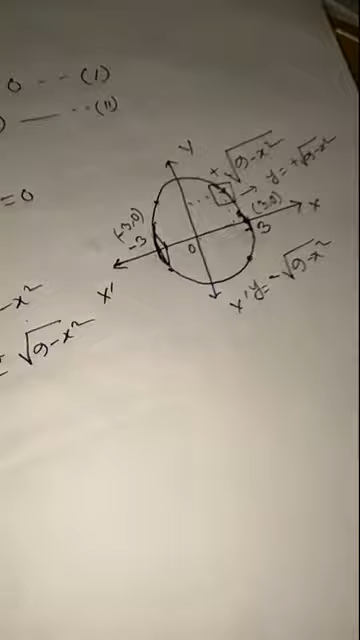 0 - - - (I)
) — - - (II)
= 0
- x²
= √9-x²
Y
+√9-x²
y = +√9-x²
(3,0)
X
3
(-3,0)
-3
0
X'
X'
y = -√9-x²